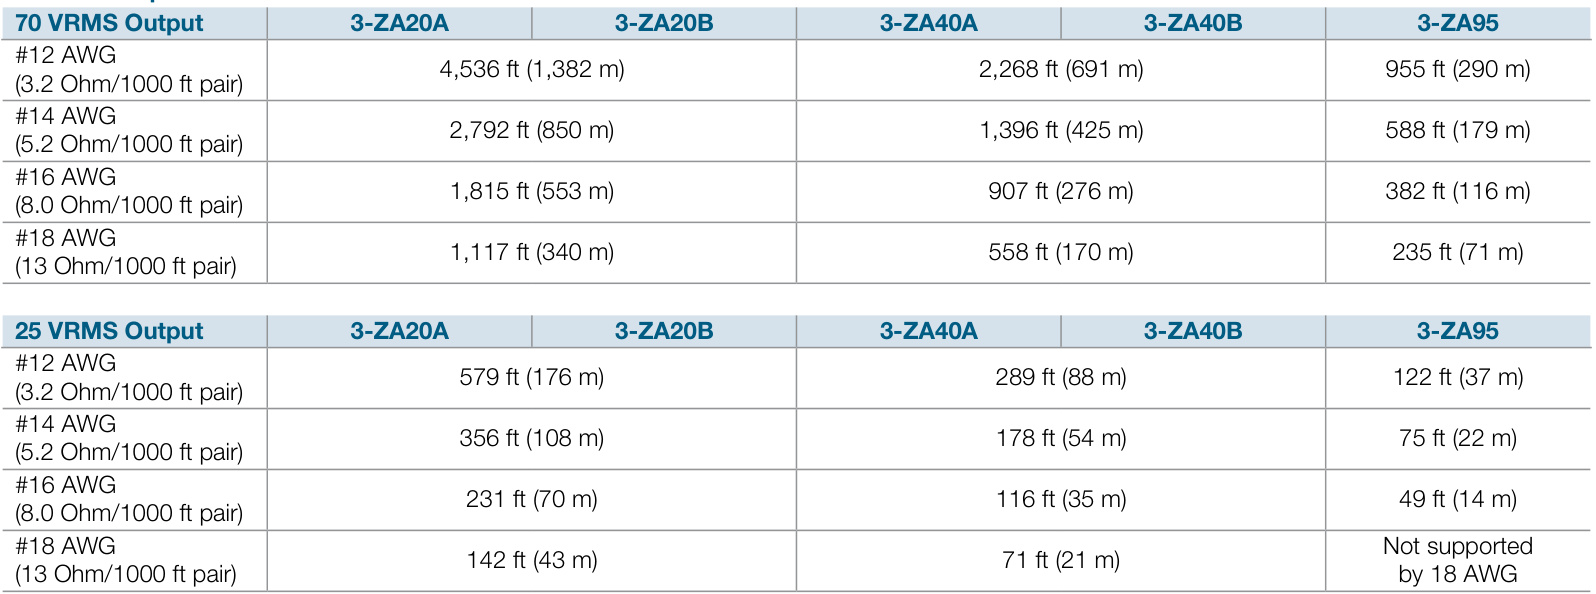 70 VRMS Output 3-ZA20A 3-ZA20B 3-ZA40A 3-ZA40B 3-ZA95
#12 AWG
(3.2 Ohm/1000 ft pair) 4,536 ft (1,382 m) 2,268 ft (691 m) 955 ft (290 m)
#14 AWG
(5.2 Ohm/1000 ft pair) 2,792 ft (850 m) 1,396 ft (425 m) 588 ft (179 m)
#16 AWG
(8.0 Ohm/1000 ft pair) 1,815 ft (553 m) 907 ft (276 m) 382 ft (116 m)
#18 AWG
(13 Ohm/1000 ft pair) 1,117 ft (340 m) 558 ft (170 m) 235 ft (71 m)
25 VRMS Output 3-ZA20A 3-ZA20B 3-ZA40A 3-ZA40B 3-ZA95
#12 AWG
(3.2 Ohm/1000 ft pair) 579 ft (176 m) 289 ft (88 m) 122 ft (37 m)
#14 AWG
(5.2 Ohm/1000 ft pair) 356 ft (108 m) 178 ft (54 m) 75 ft (22 m)
#16 AWG
(8.0 Ohm/1000 ft pair) 231 ft (70 m) 116 ft (35 m) 49 ft (14 m)
#18 AWG
(13 Ohm/1000 ft pair) 142 ft (43 m) 71 ft (21 m) Not supported
by 18 AWG